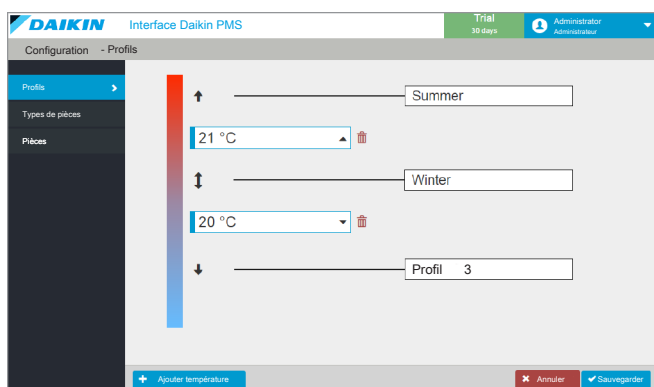 DAIKIN Interface Daikin PMS Trial 30 days Administrator Administrateur
Configuration - Profils
Profils
Types de pièces
Pièces
Summer
21 °C
Winter
20 °C
Profil 3
Ajouter température Annuler Sauvegarder